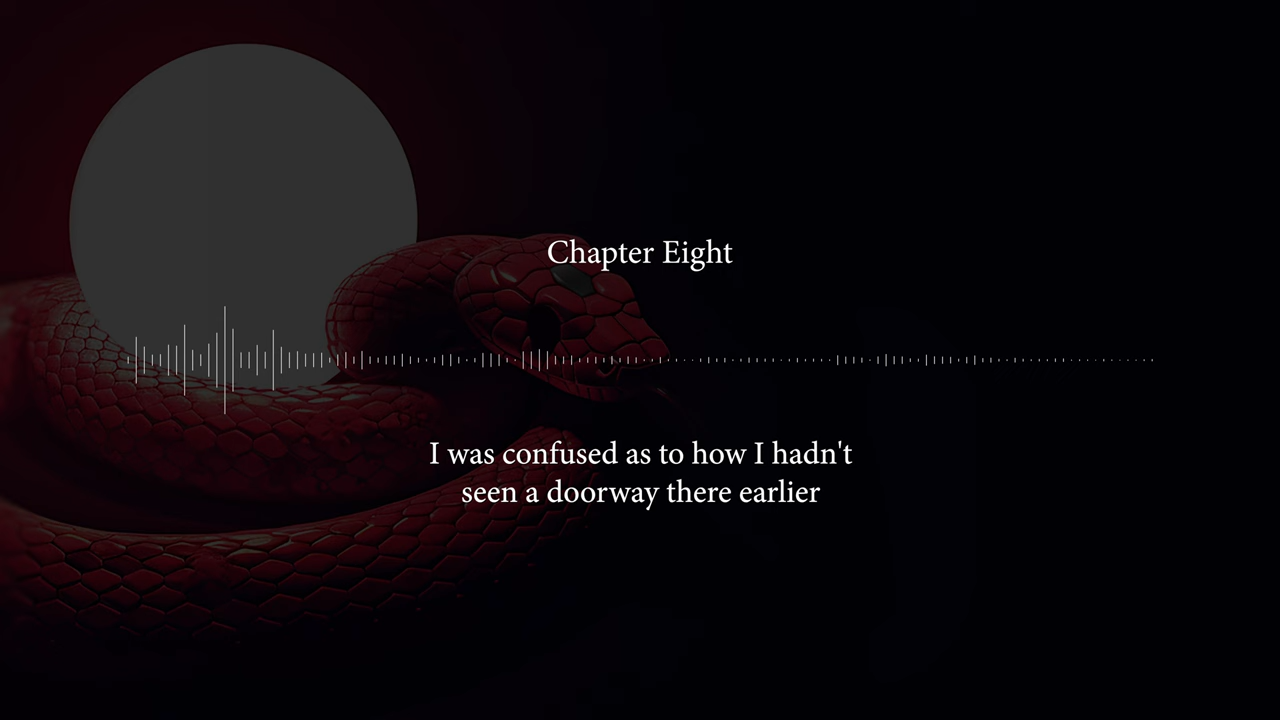 Chapter Eight
I was confused as to how I hadn't
seen a doorway there earlier